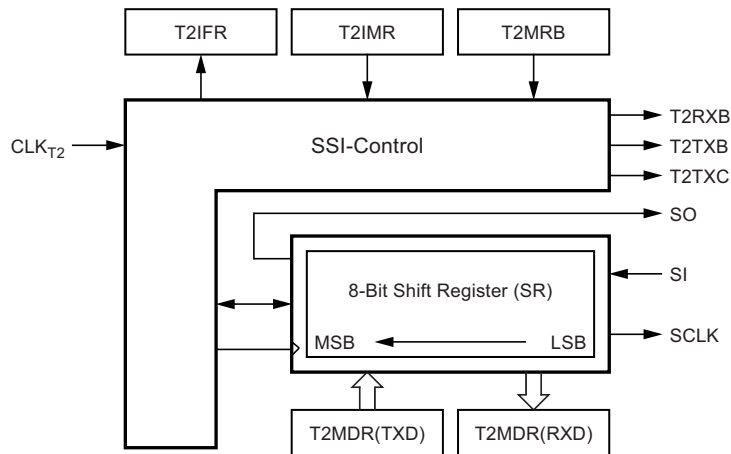 T2IFR
T2IMR
T2MRB
CLKT2
SSI-Control
T2RXB
T2TXB
T2TXC
SO
8-Bit Shift Register (SR)
SI
MSB
LSB
SCLK
T2MDR(TXD)
T2MDR(RXD)